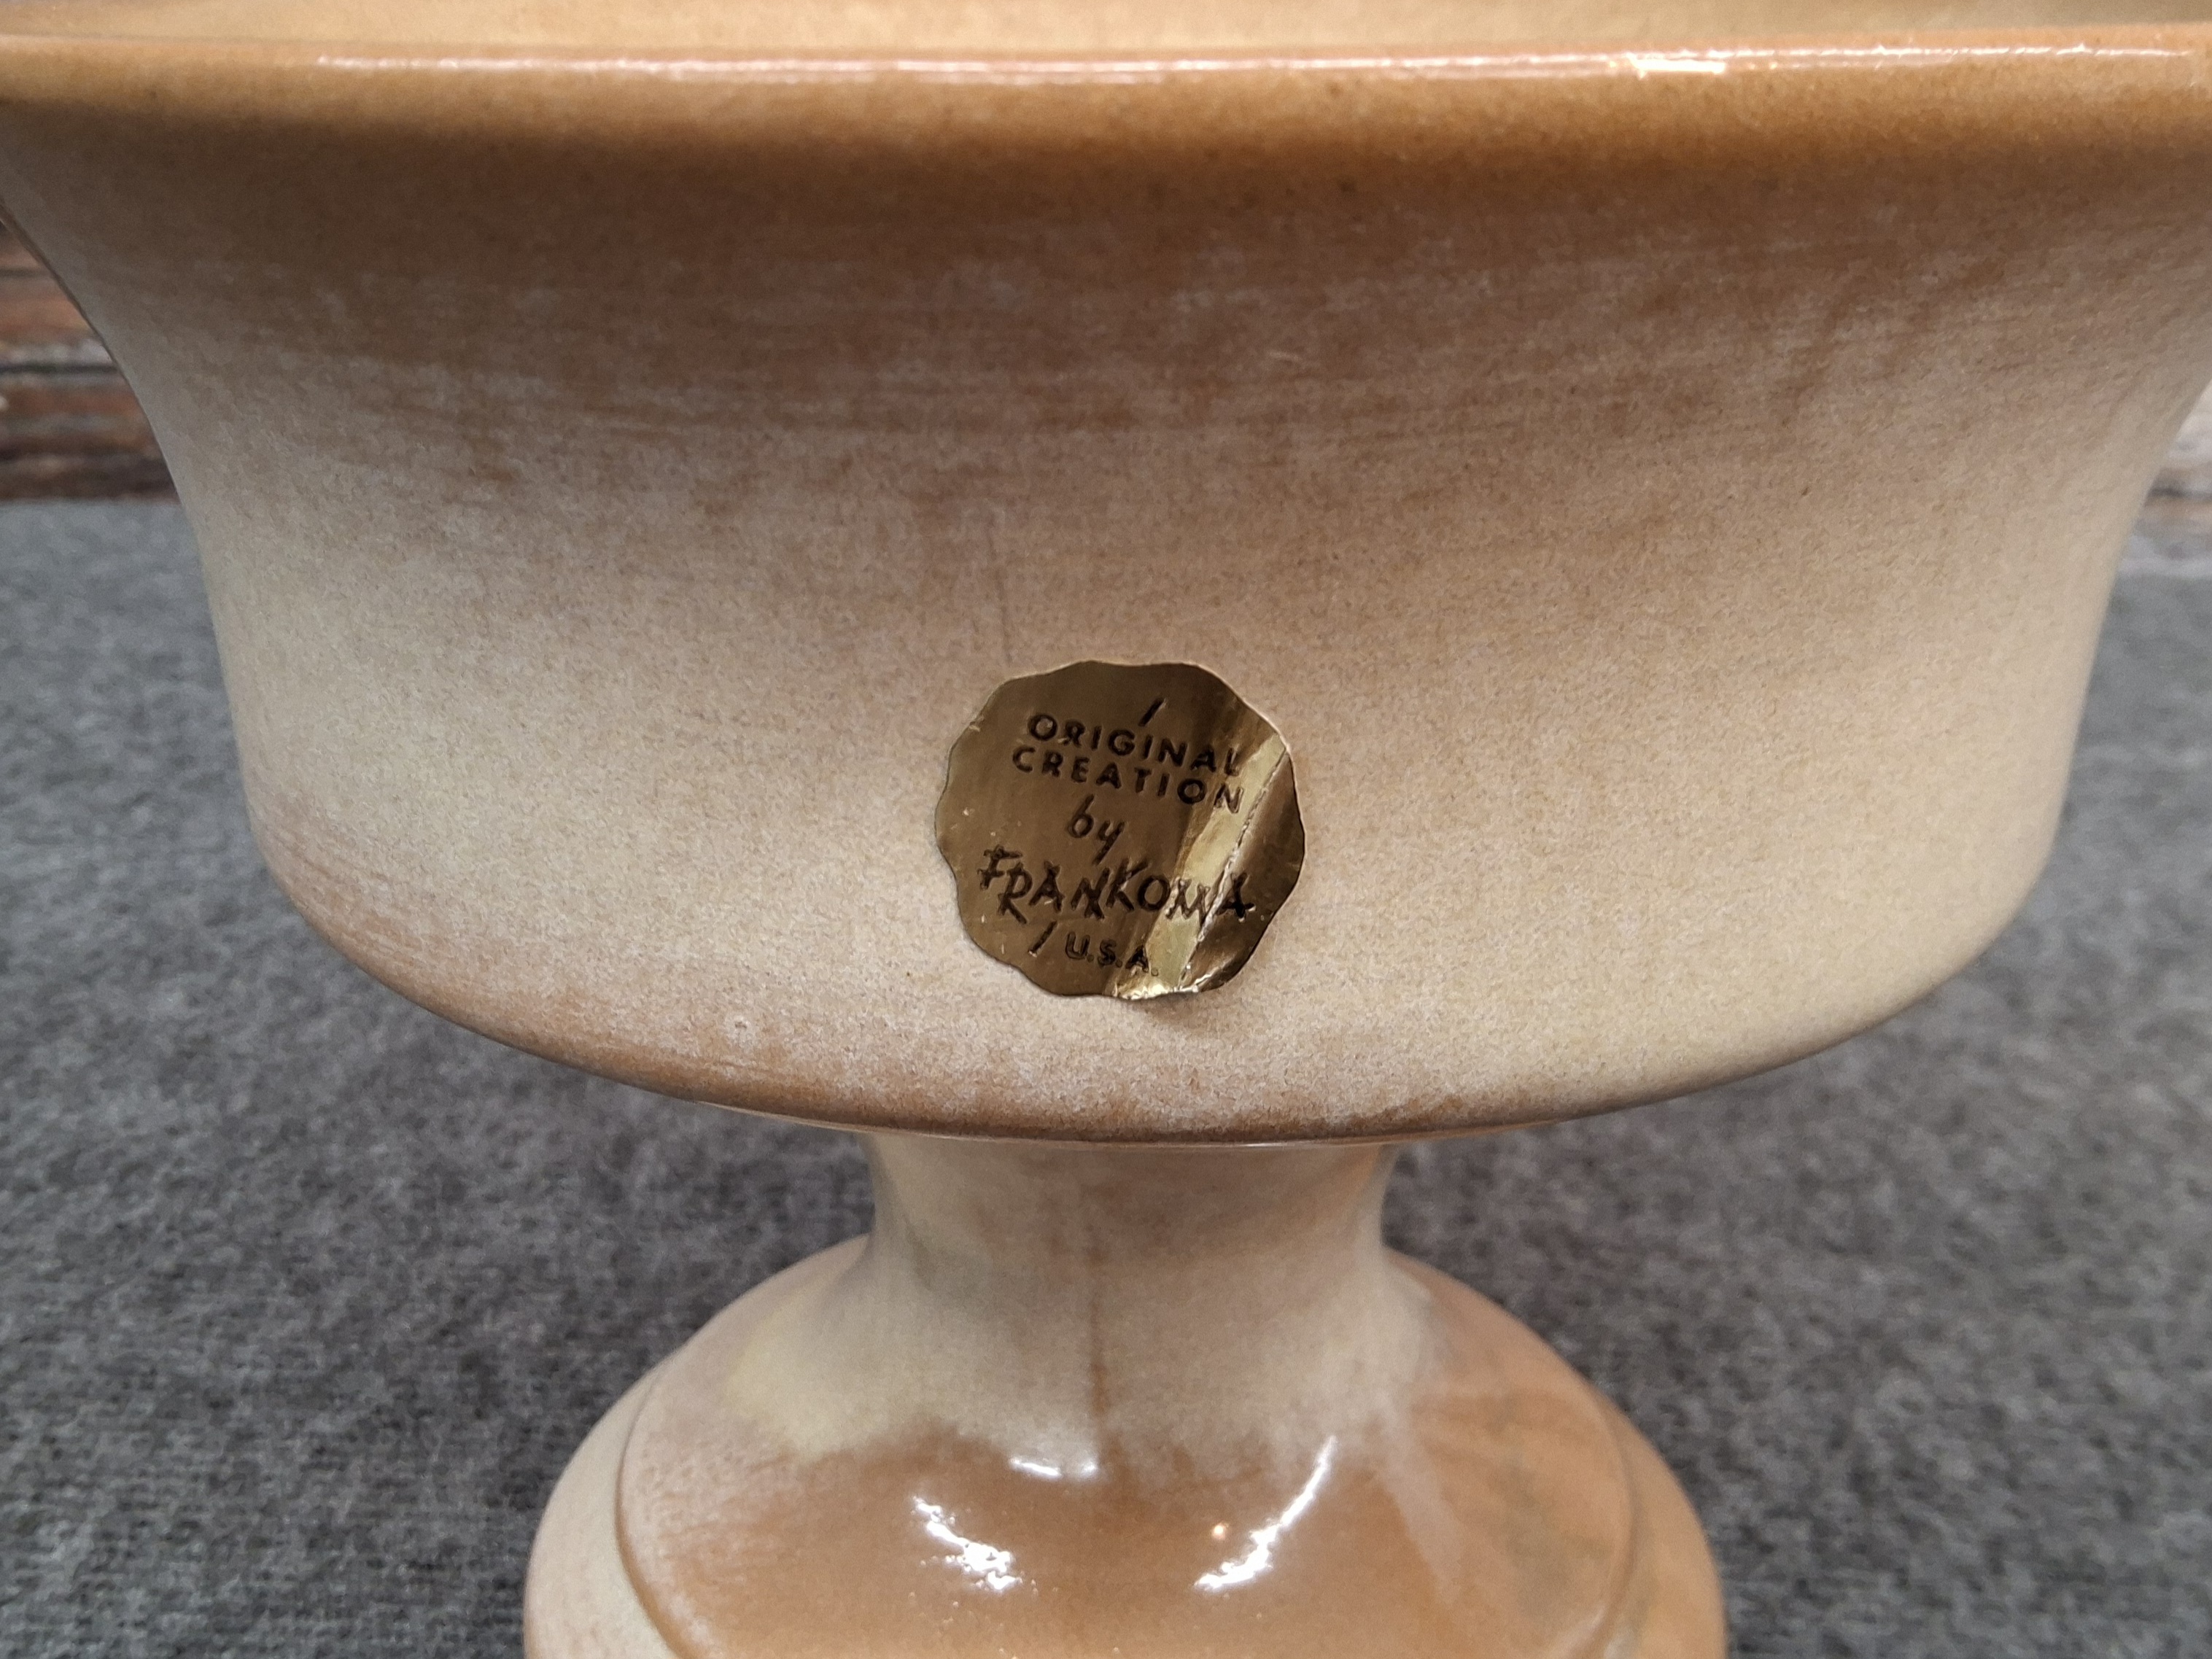 ORIGINAL
CREATION
by
FRANKOMA
U.S.A.